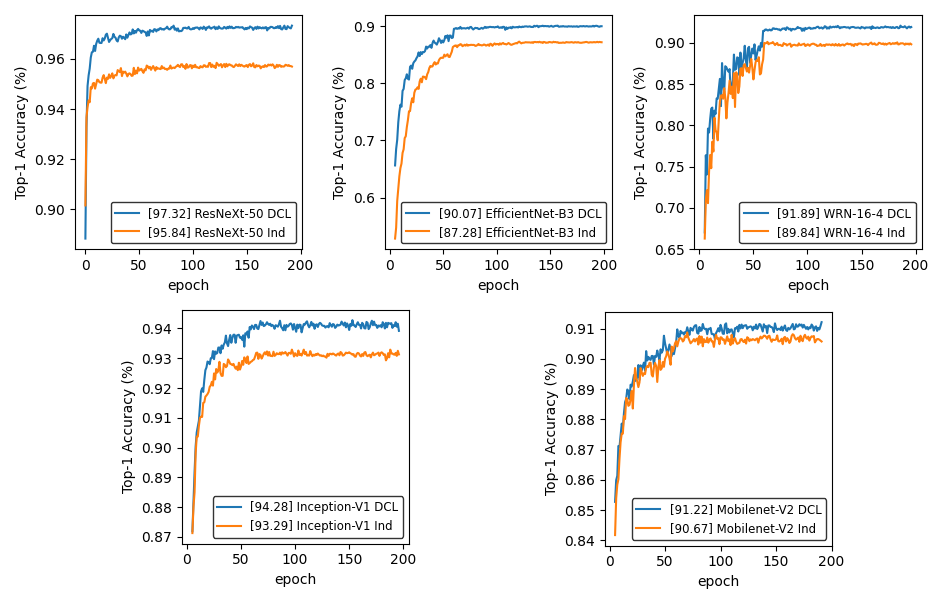 Top-1 Accuracy (%)
0.96
0.94
0.92
0.90
0 50 100 150 200
epoch
[97.32] ResNeXt-50 DCL
[95.84] ResNeXt-50 Ind
Top-1 Accuracy (%)
0.9
0.8
0.7
0.6
0 50 100 150 200
epoch
[90.07] EfficientNet-B3 DCL
[87.28] EfficientNet-B3 Ind
Top-1 Accuracy (%)
0.90
0.85
0.80
0.75
0.70
0.65
0 50 100 150 200
epoch
[91.89] WRN-16-4 DCL
[89.84] WRN-16-4 Ind
Top-1 Accuracy (%)
0.94
0.93
0.92
0.91
0.90
0.89
0.88
0.87
0 50 100 150 200
epoch
[94.28] Inception-V1 DCL
[93.29] Inception-V1 Ind
Top-1 Accuracy (%)
0.91
0.90
0.89
0.88
0.87
0.86
0.85
0.84
0 50 100 150 200
epoch
[91.22] Mobilenet-V2 DCL
[90.67] Mobilenet-V2 Ind